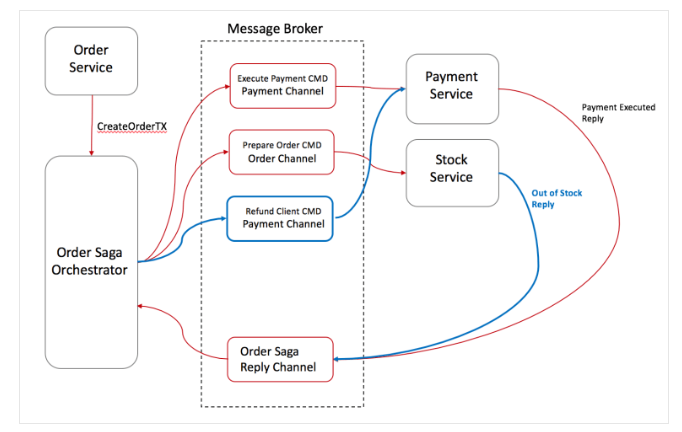 Message Broker
Order
Service
CreateOrderTX
Execute Payment CMD
Payment Channel
Payment
Service
Payment Executed
Reply
Prepare Order CMD
Order Channel
Stock
Service
Out of Stock
Reply
Refund Client CMD
Payment Channel
Order Saga
Orchestrator
Order Saga
Reply Channel